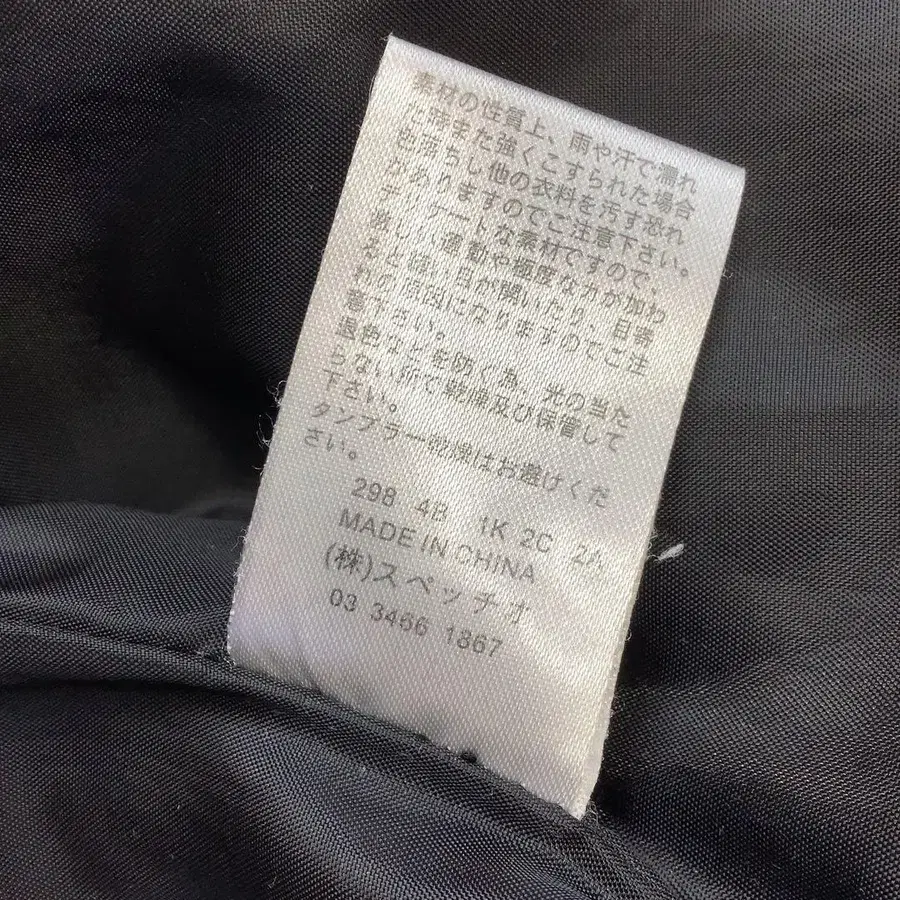 素材の性質上、雨や汗で濡れ
た時また強くこすられた場合
色落ちし他の衣料を汚す恐れ
がありますのでご注意下さい。
デリケートな素材ですので、
激しい運動や極度な力が加わ
ると縫い目が開いたり、目寄
れの原因になりますのでご注
意下さい。
退色などを防ぐ為、光の当た
らない所で乾燥及び保管して
下さい。
タンブラー乾燥はお避けくだ
さい。
298 4B 1K 2C 2A
MADE IN CHINA
(株)スペッチオ
03 3466 1867